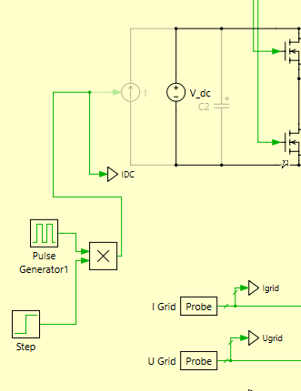 I
V_dc
C2
IDC
Pulse
Generator1
Step
I Grid
Probe
Igrid
U Grid
Probe
Ugrid